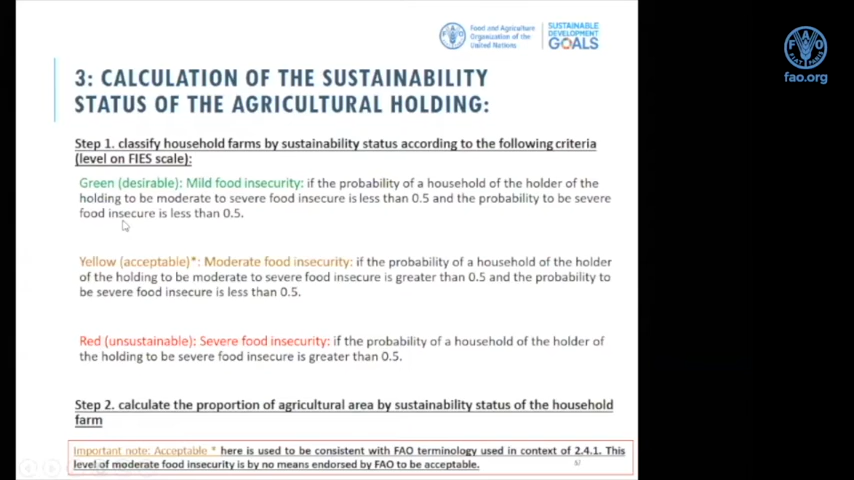 Food and Agriculture
Organization of the
United Nations
SUSTAINABLE
DEVELOPMENT
GOALS
FAO
FIAT PANIS
fao.org
3: CALCULATION OF THE SUSTAINABILITY
STATUS OF THE AGRICULTURAL HOLDING:
Step 1. classify household farms by sustainability status according to the following criteria
(level on FIES scale):
Green (desirable): Mild food insecurity: if the probability of a household of the holder of the
holding to be moderate to severe food insecure is less than 0.5 and the probability to be severe
food insecure is less than 0.5.
Yellow (acceptable)*: Moderate food insecurity: if the probability of a household of the holder
of the holding to be moderate to severe food insecure is greater than 0.5 and the probability to
be severe food insecure is less than 0.5.
Red (unsustainable): Severe food insecurity: if the probability of a household of the holder of
the holding to be severe food insecure is greater than 0.5.
Step 2. calculate the proportion of agricultural area by sustainability status of the household
farm
Important note: Acceptable * here is used to be consistent with FAO terminology used in context of 2.4.1. This
level of moderate food insecurity is by no means endorsed by FAO to be acceptable.